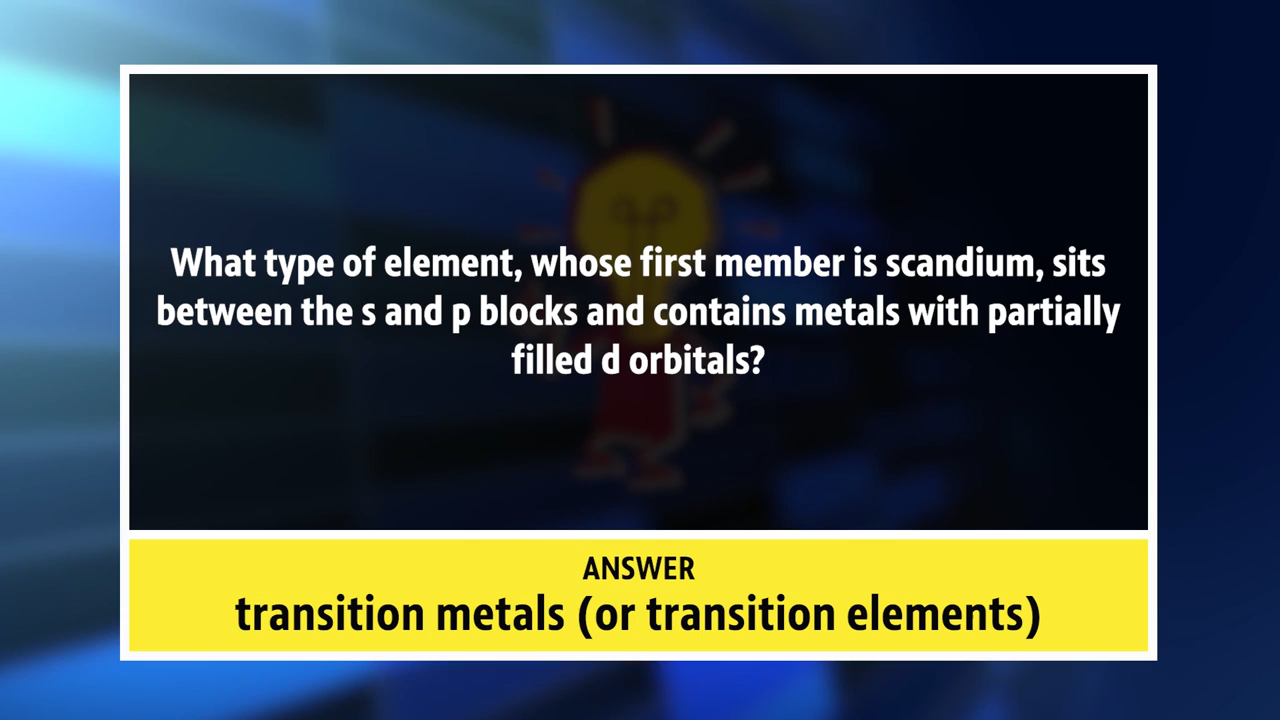 What type of element, whose first member is scandium, sits
between the s and p blocks and contains metals with partially
filled d orbitals?
ANSWER
transition metals (or transition elements)